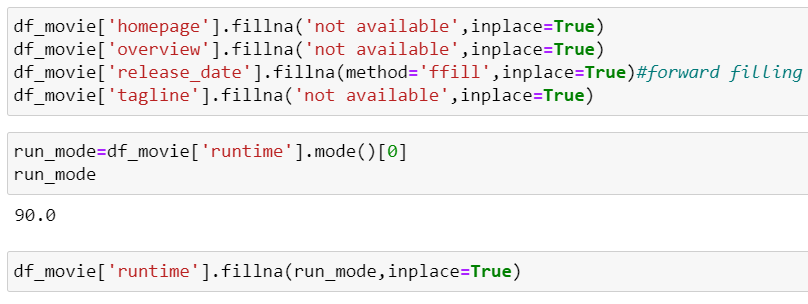 df_movie['homepage'].fillna('not available',inplace=True)
df_movie['overview'].fillna('not available',inplace=True)
df_movie['release_date'].fillna(method='ffill',inplace=True)#forward filling
df_movie['tagline'].fillna('not available',inplace=True)
run_mode=df_movie['runtime'].mode()[0]
run_mode
90.0
df_movie['runtime'].fillna(run_mode,inplace=True)